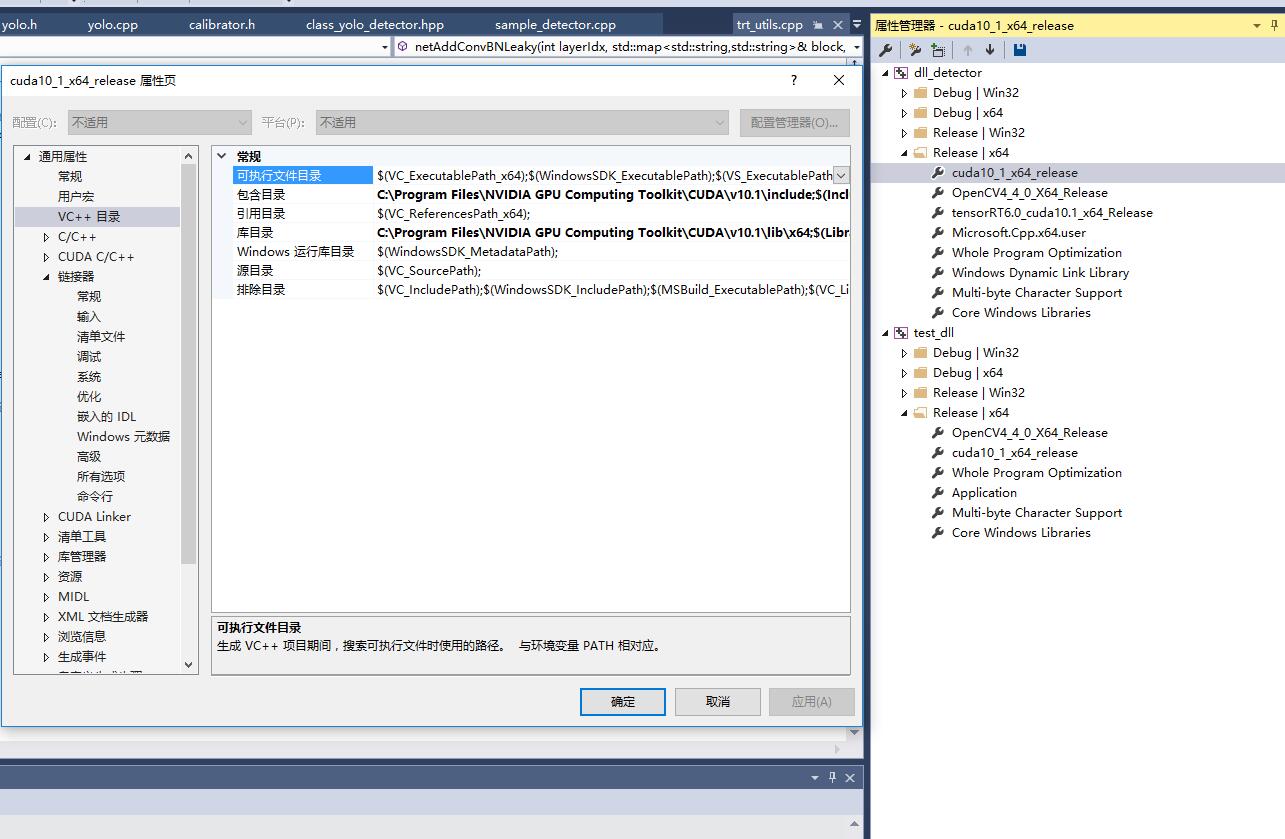 yolo.h yolo.cpp calibrator.h class_yolo_detector.hpp sample_detector.cpp trt_utils.cpp
netAddConvBNLeaky(int layerIdx, std::map<std::string,std::string>& block,
cuda10_1_x64_release 属性页 ?
配置(C): 不适用 平台(P): 不适用 配置管理器(O)...
通用属性
常规
用户宏
VC++ 目录
C/C++
CUDA C/C++
链接器
常规
输入
清单文件
调试
系统
优化
嵌入的 IDL
Windows 元数据
高级
所有选项
命令行
CUDA Linker
清单工具
库管理器
资源
MIDL
XML 文档生成器
浏览信息
生成事件
常规
可执行文件目录 $(VC_ExecutablePath_x64);$(WindowsSDK_ExecutablePath);$(VS_ExecutablePath
包含目录 C:\Program Files\NVIDIA GPU Computing Toolkit\CUDA\v10.1\include;$(Incl
引用目录 $(VC_ReferencesPath_x64);
库目录 C:\Program Files\NVIDIA GPU Computing Toolkit\CUDA\v10.1\lib\x64;$(Libra
Windows 运行库目录 $(WindowsSDK_MetadataPath);
源目录 $(VC_SourcePath);
排除目录 $(VC_IncludePath);$(WindowsSDK_IncludePath);$(MSBuild_ExecutablePath);$(VC_Li
可执行文件目录
生成 VC++ 项目期间，搜索可执行文件时使用的路径。 与环境变量 PATH 相对应。
确定 取消 应用(A)
属性管理器 - cuda10_1_x64_release
dll_detector
Debug | Win32
Debug | x64
Release | Win32
Release | x64
cuda10_1_x64_release
OpenCV4_4_0_X64_Release
tensorRT6.0_cuda10.1_x64_Release
Microsoft.Cpp.x64.user
Whole Program Optimization
Windows Dynamic Link Library
Multi-byte Character Support
Core Windows Libraries
test_dll
Debug | Win32
Debug | x64
Release | Win32
Release | x64
OpenCV4_4_0_X64_Release
cuda10_1_x64_release
Whole Program Optimization
Application
Multi-byte Character Support
Core Windows Libraries